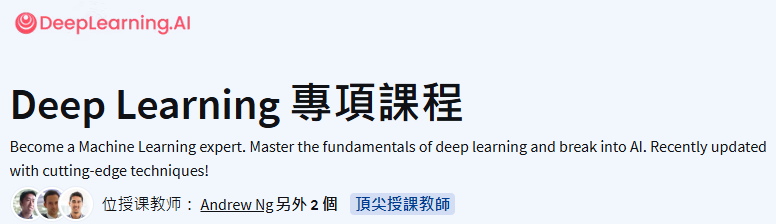 DeepLearning.AI
Deep Learning 專項課程
Become a Machine Learning expert. Master the fundamentals of deep learning and break into AI. Recently updated
with cutting-edge techniques!
位授课教师： Andrew Ng 另外 2 個 頂尖授課教師